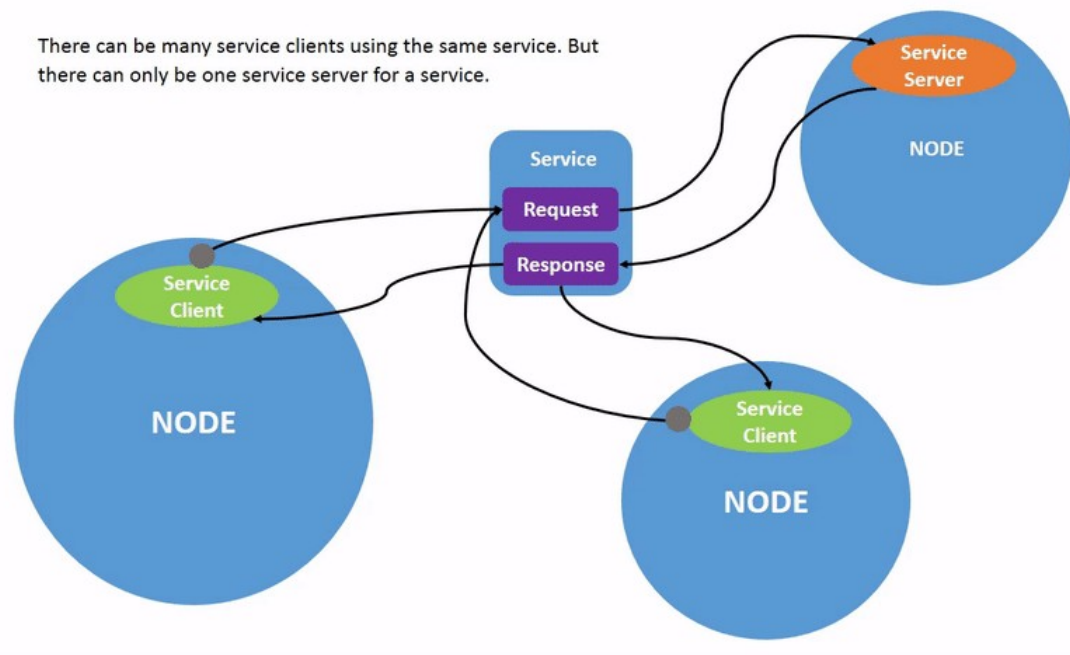 There can be many service clients using the same service. But
there can only be one service server for a service.
Service
Server
NODE
Service
Request
Response
Service
Client
NODE
Service
Client
NODE